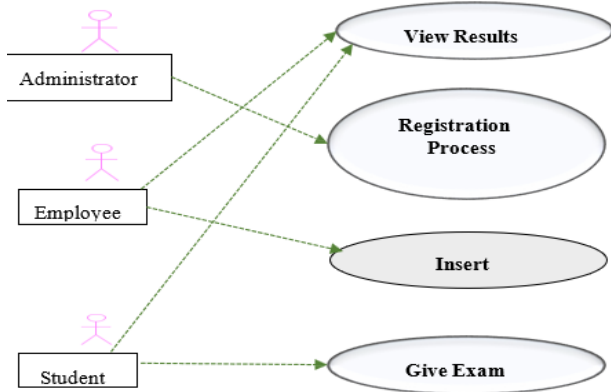 View Results
Administrator
Registration
Process
Employee
Insert
Student
Give Exam